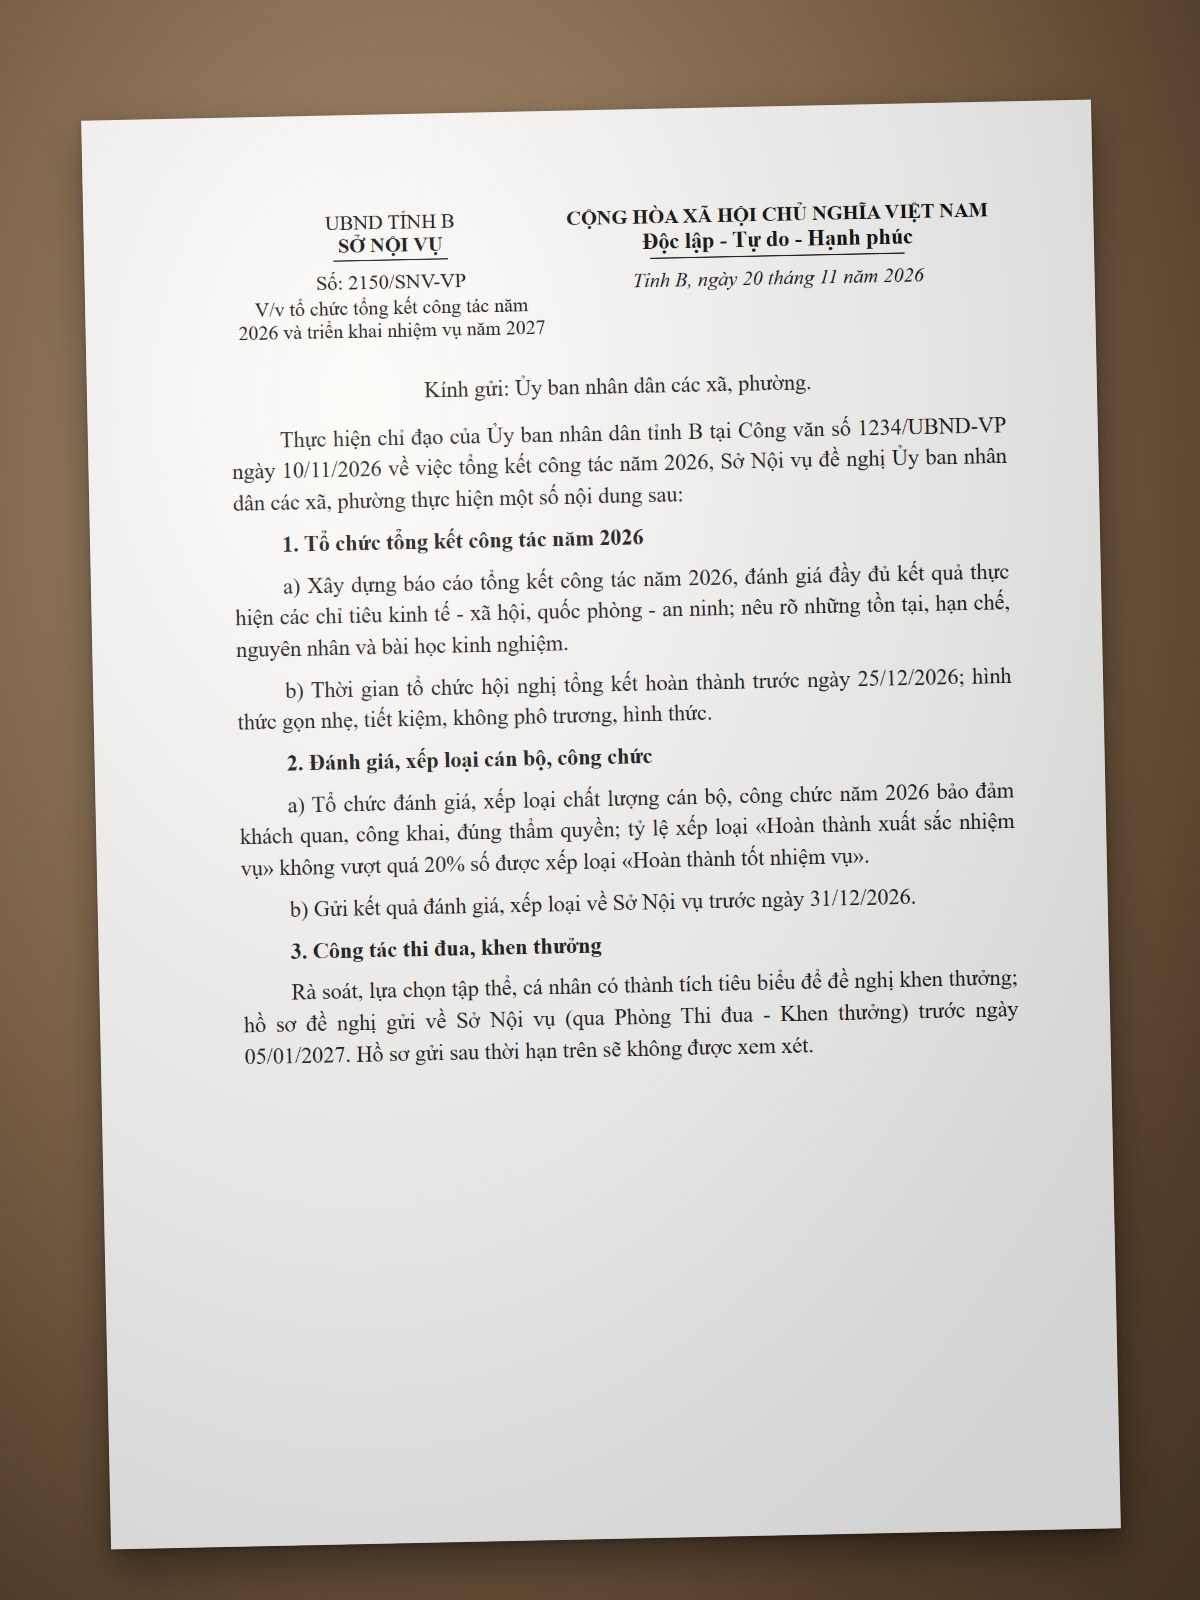 UBND TỈNH B
SỞ NỘI VỤ
Số: 2150/SNV-VP
V/v tổ chức tổng kết công tác năm
2026 và triển khai nhiệm vụ năm 2027
CỘNG HÒA XÃ HỘI CHỦ NGHĨA VIỆT NAM
Độc lập - Tự do - Hạnh phúc
Tỉnh B, ngày 20 tháng 11 năm 2026
Kính gửi: Ủy ban nhân dân các xã, phường.
Thực hiện chỉ đạo của Ủy ban nhân dân tỉnh B tại Công văn số 1234/UBND-VP
ngày 10/11/2026 về việc tổng kết công tác năm 2026, Sở Nội vụ đề nghị Ủy ban nhân
dân các xã, phường thực hiện một số nội dung sau:
1. Tổ chức tổng kết công tác năm 2026
a) Xây dựng báo cáo tổng kết công tác năm 2026, đánh giá đầy đủ kết quả thực
hiện các chỉ tiêu kinh tế - xã hội, quốc phòng - an ninh; nêu rõ những tồn tại, hạn chế,
nguyên nhân và bài học kinh nghiệm.
b) Thời gian tổ chức hội nghị tổng kết hoàn thành trước ngày 25/12/2026; hình
thức gọn nhẹ, tiết kiệm, không phô trương, hình thức.
2. Đánh giá, xếp loại cán bộ, công chức
a) Tổ chức đánh giá, xếp loại chất lượng cán bộ, công chức năm 2026 bảo đảm
khách quan, công khai, đúng thẩm quyền; tỷ lệ xếp loại «Hoàn thành xuất sắc nhiệm
vụ» không vượt quá 20% số được xếp loại «Hoàn thành tốt nhiệm vụ».
b) Gửi kết quả đánh giá, xếp loại về Sở Nội vụ trước ngày 31/12/2026.
3. Công tác thi đua, khen thưởng
Rà soát, lựa chọn tập thể, cá nhân có thành tích tiêu biểu để đề nghị khen thưởng;
hồ sơ đề nghị gửi về Sở Nội vụ (qua Phòng Thi đua - Khen thưởng) trước ngày
05/01/2027. Hồ sơ gửi sau thời hạn trên sẽ không được xem xét.